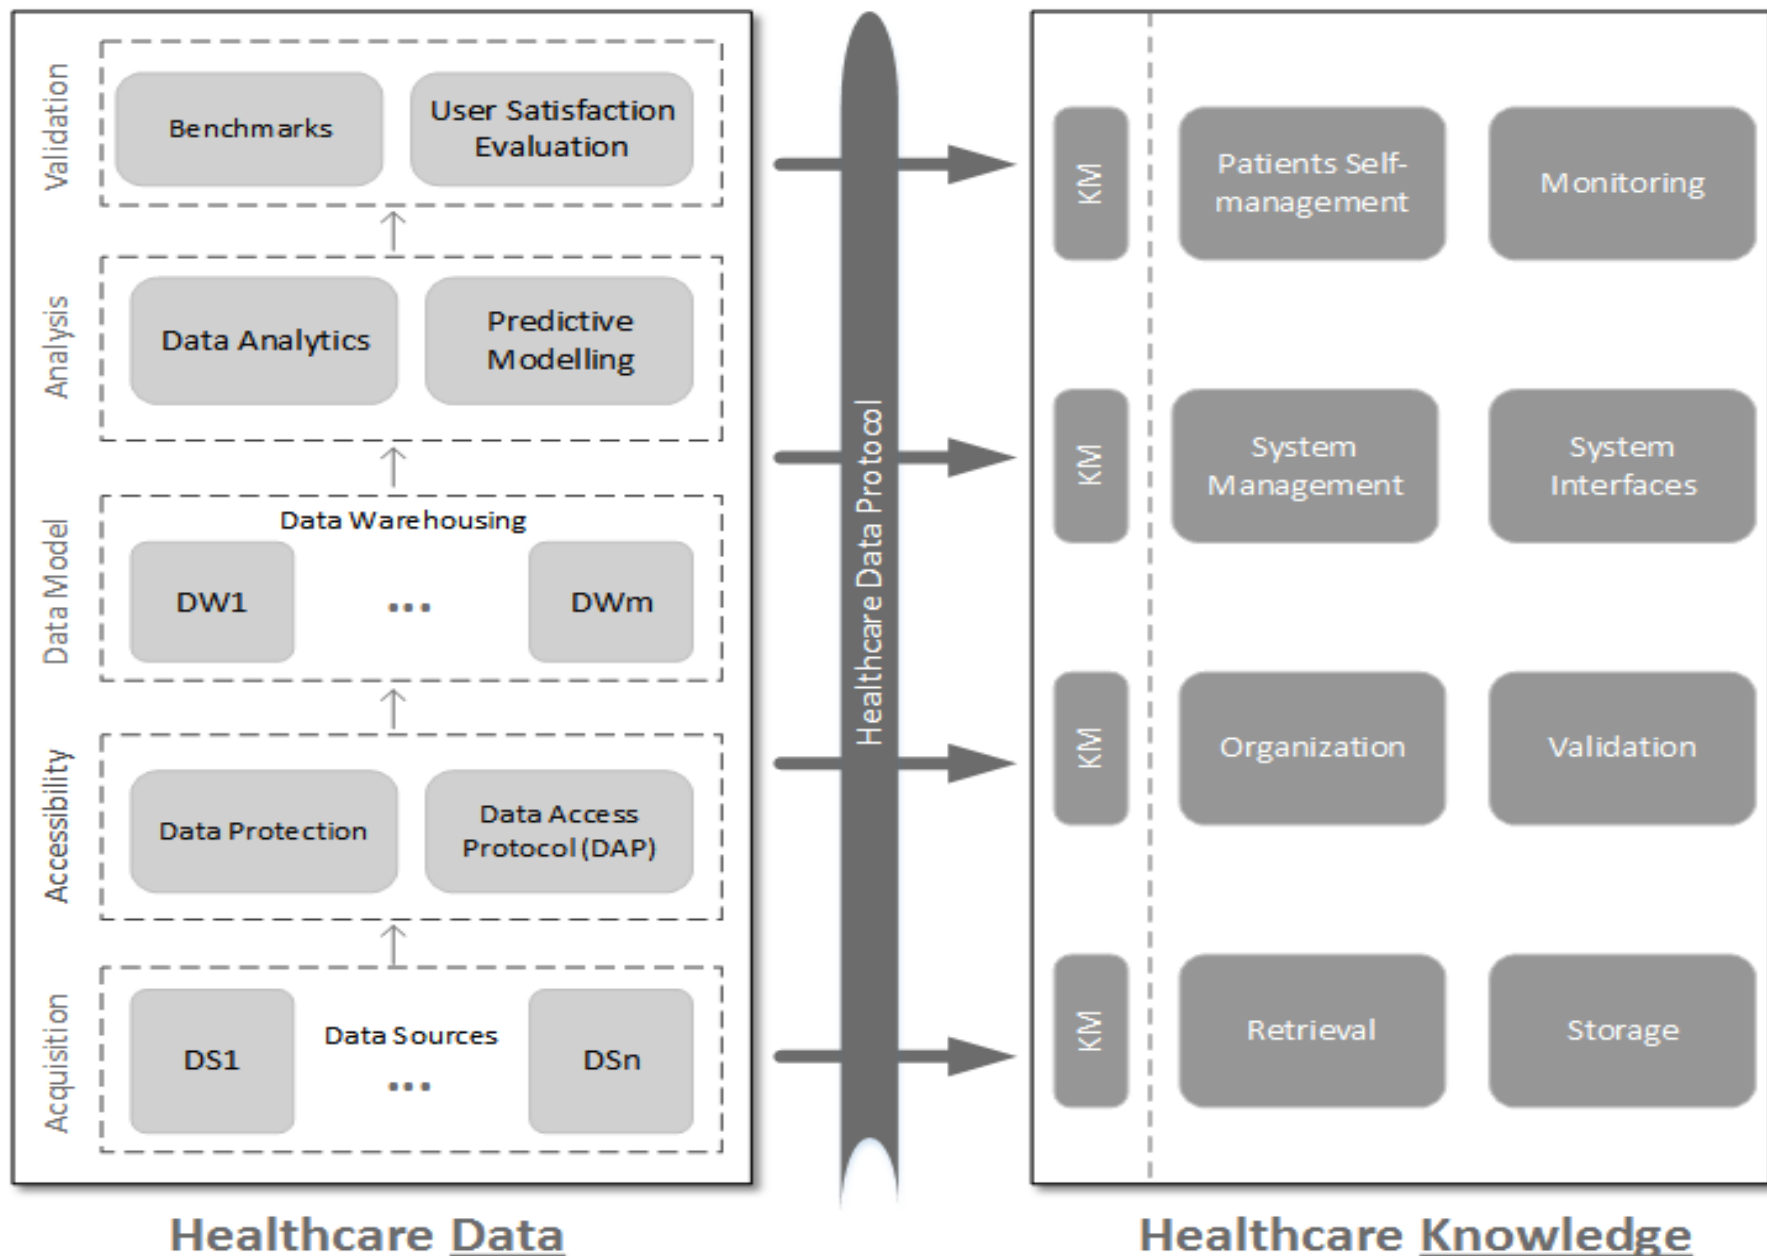 Validation
Benchmarks
User Satisfaction
Evaluation
Analysis
Data Analytics
Predictive
Modelling
Data Model
Data Warehousing
DW1
...
DWm
Accessibility
Data Protection
Data Access
Protocol (DAP)
Acquisition
DS1
Data Sources
...
DSn
Healthcare Data
Healthcare Data Protocol
KM
Patients Self-
management
Monitoring
KM
System
Management
System
Interfaces
KM
Organization
Validation
KM
Retrieval
Storage
Healthcare Knowledge